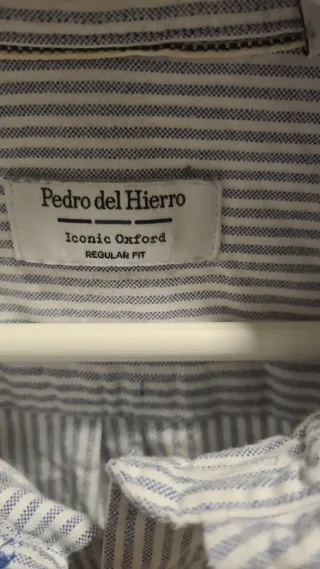 Pedro del Hierro
Iconic Oxford
REGULAR FIT